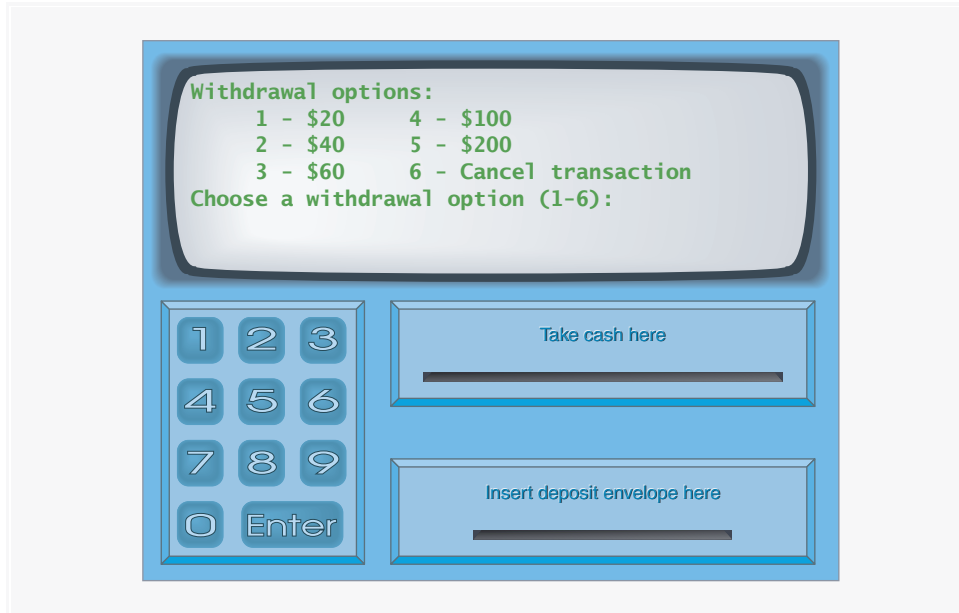 Withdrawal options:
1 - $20 4 - $100
2 - $40 5 - $200
3 - $60 6 - Cancel transaction
Choose a withdrawal option (1-6):
1 2 3
4 5 6
7 8 9
0 Enter
Take cash here
Insert deposit envelope here